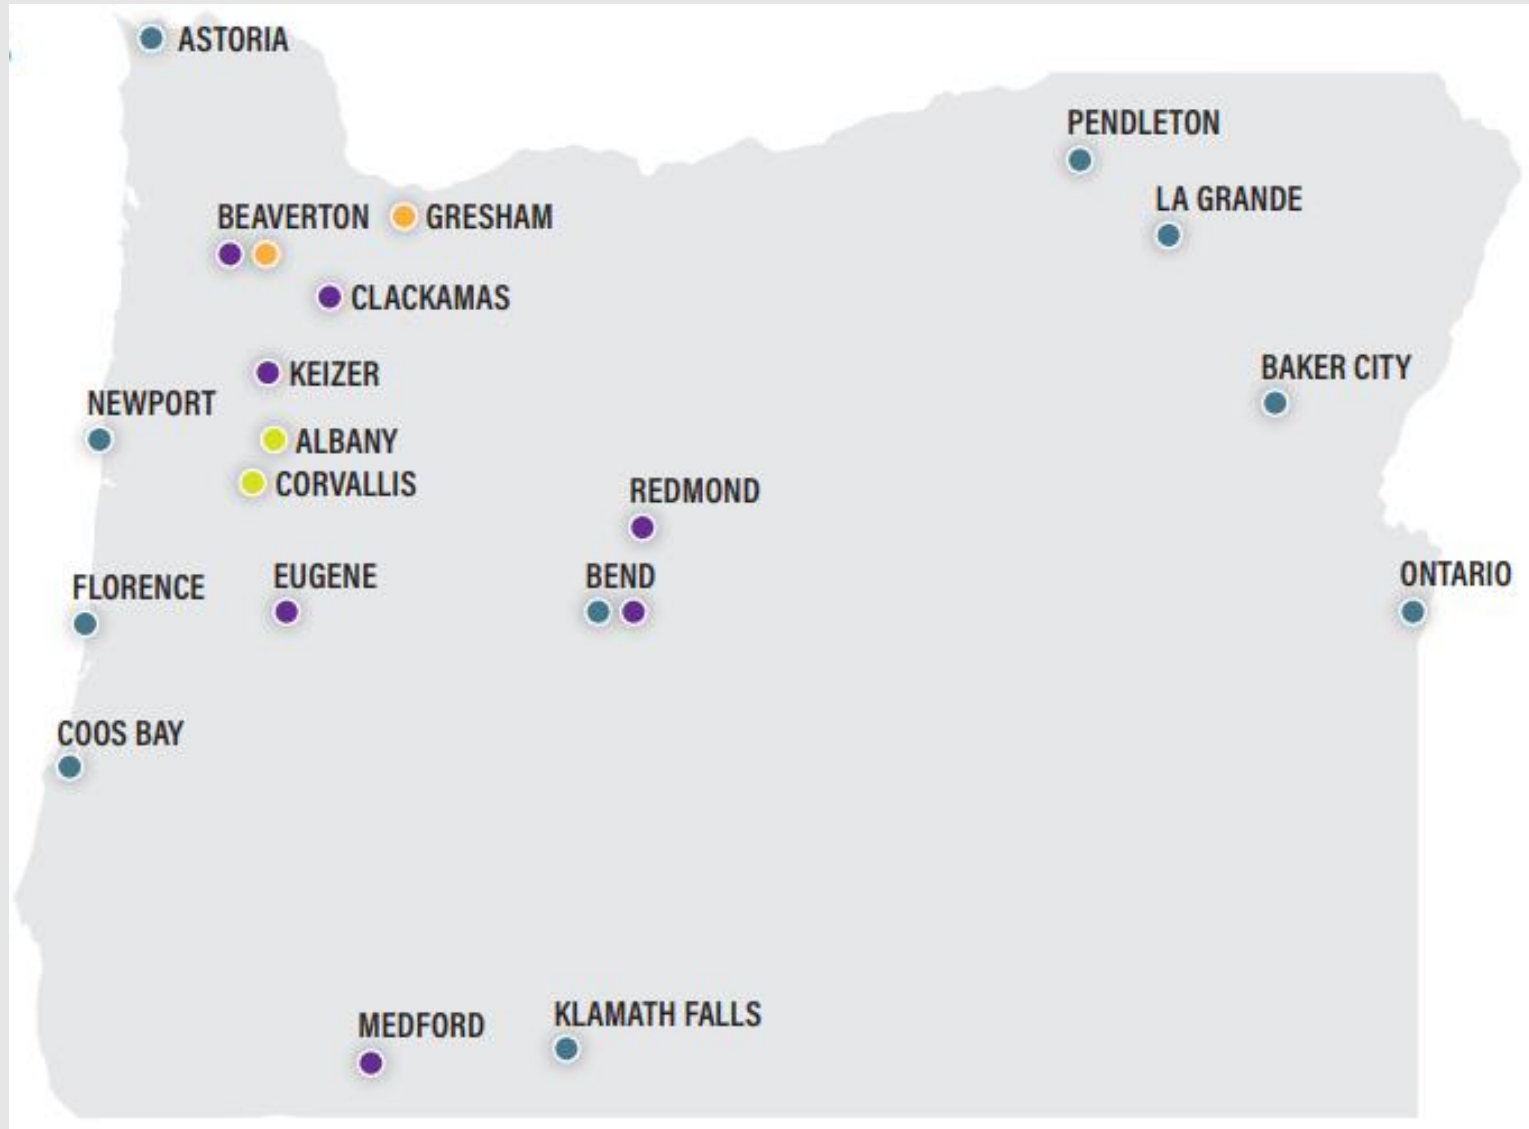 ASTORIA
PENDLETON
LA GRANDE
BEAVERTON
GRESHAM
CLACKAMAS
BAKER CITY
KEIZER
NEWPORT
ALBANY
CORVALLIS
REDMOND
ONTARIO
EUGENE
BEND
FLORENCE
COOS BAY
KLAMATH FALLS
MEDFORD